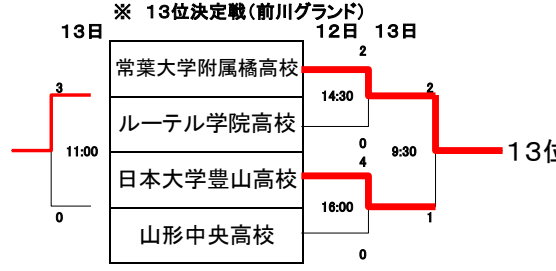 ※ 13位決定戦(前川グランド)
13日 12日 13日
2
常葉大学附属橘高校
3 14:30 2
ルーテル学院高校
11:00 0 9:30 13位
4
日本大学豊山高校
0 16:00 1
山形中央高校
0